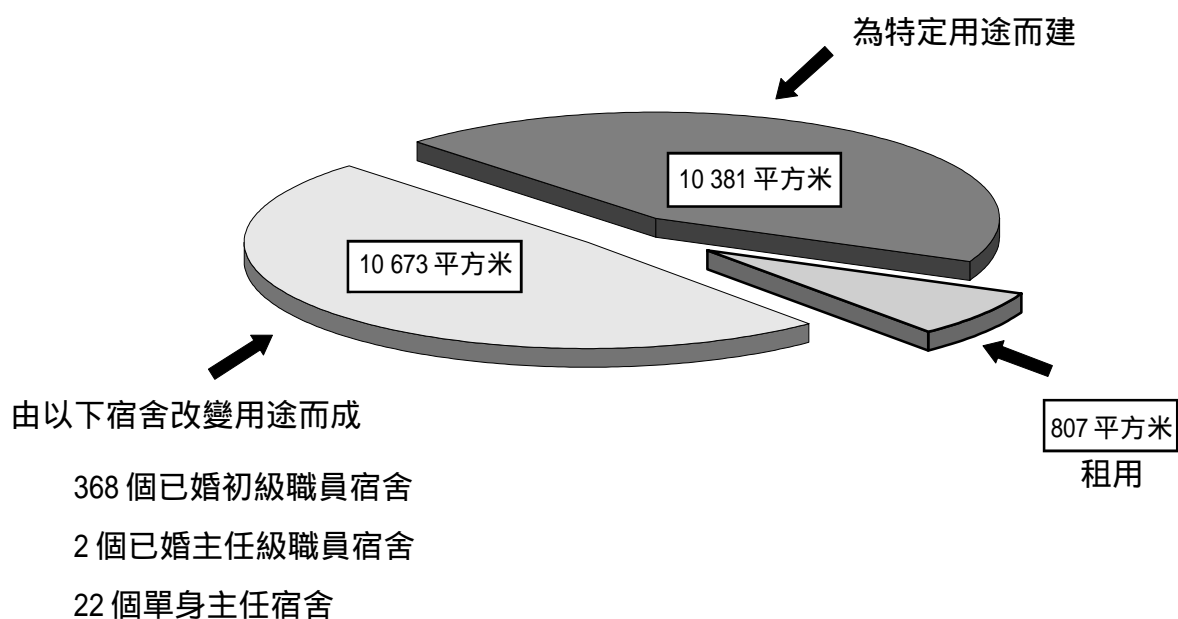 為特定用途而建
10 381 平方米
10 673 平方米
由以下宿舍改變用途而成
807 平方米
租用
368 個已婚初級職員宿舍
2 個已婚主任級職員宿舍
22 個單身主任宿舍